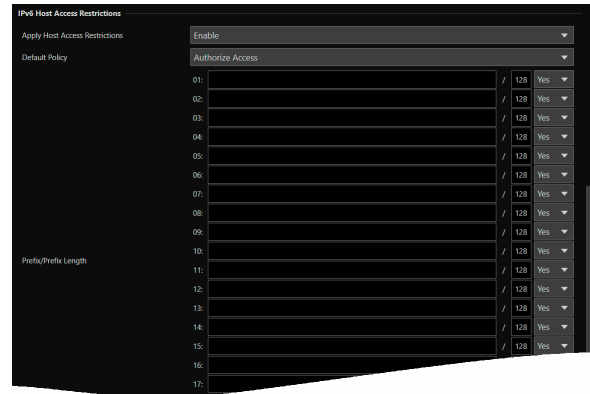 IPv6 Host Access Restrictions
Apply Host Access Restrictions Enable
Default Policy Authorize Access
Prefix/Prefix Length
01: / 128 Yes
02: / 128 Yes
03: / 128 Yes
04: / 128 Yes
05: / 128 Yes
06: / 128 Yes
07: / 128 Yes
08: / 128 Yes
09: / 128 Yes
10: / 128 Yes
11: / 128 Yes
12: / 128 Yes
13: / 128 Yes
14: / 128 Yes
15: / 128 Yes
16:
17: